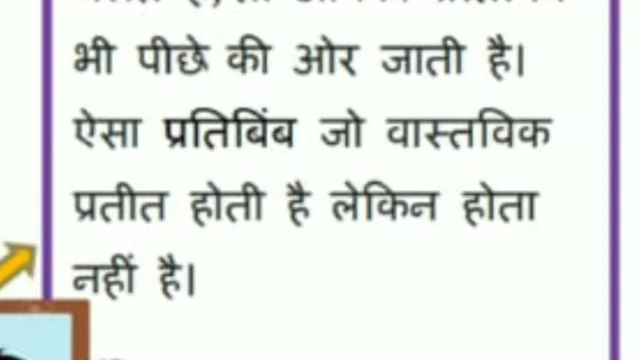 भी पीछे की ओर जाती है।
ऐसा प्रतिबिंब जो वास्तविक
प्रतीत होती है लेकिन होता
नहीं है।